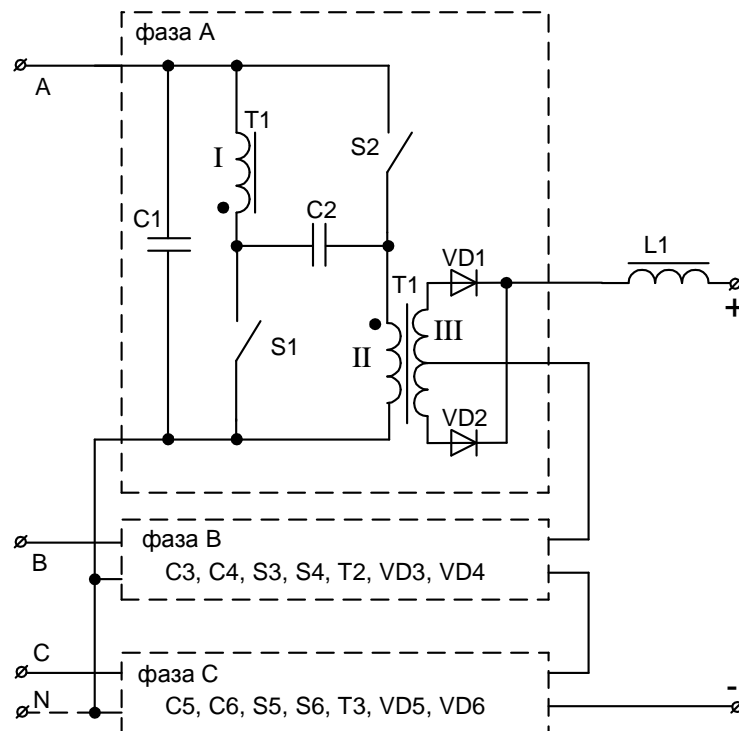 фаза А
A
T1
I
S2
C1
C2
VD1
L1
T1
+
III
S1
II
VD2
фаза В
B
C3, C4, S3, S4, T2, VD3, VD4
C
фаза С
N
C5, C6, S5, S6, T3, VD5, VD6
-